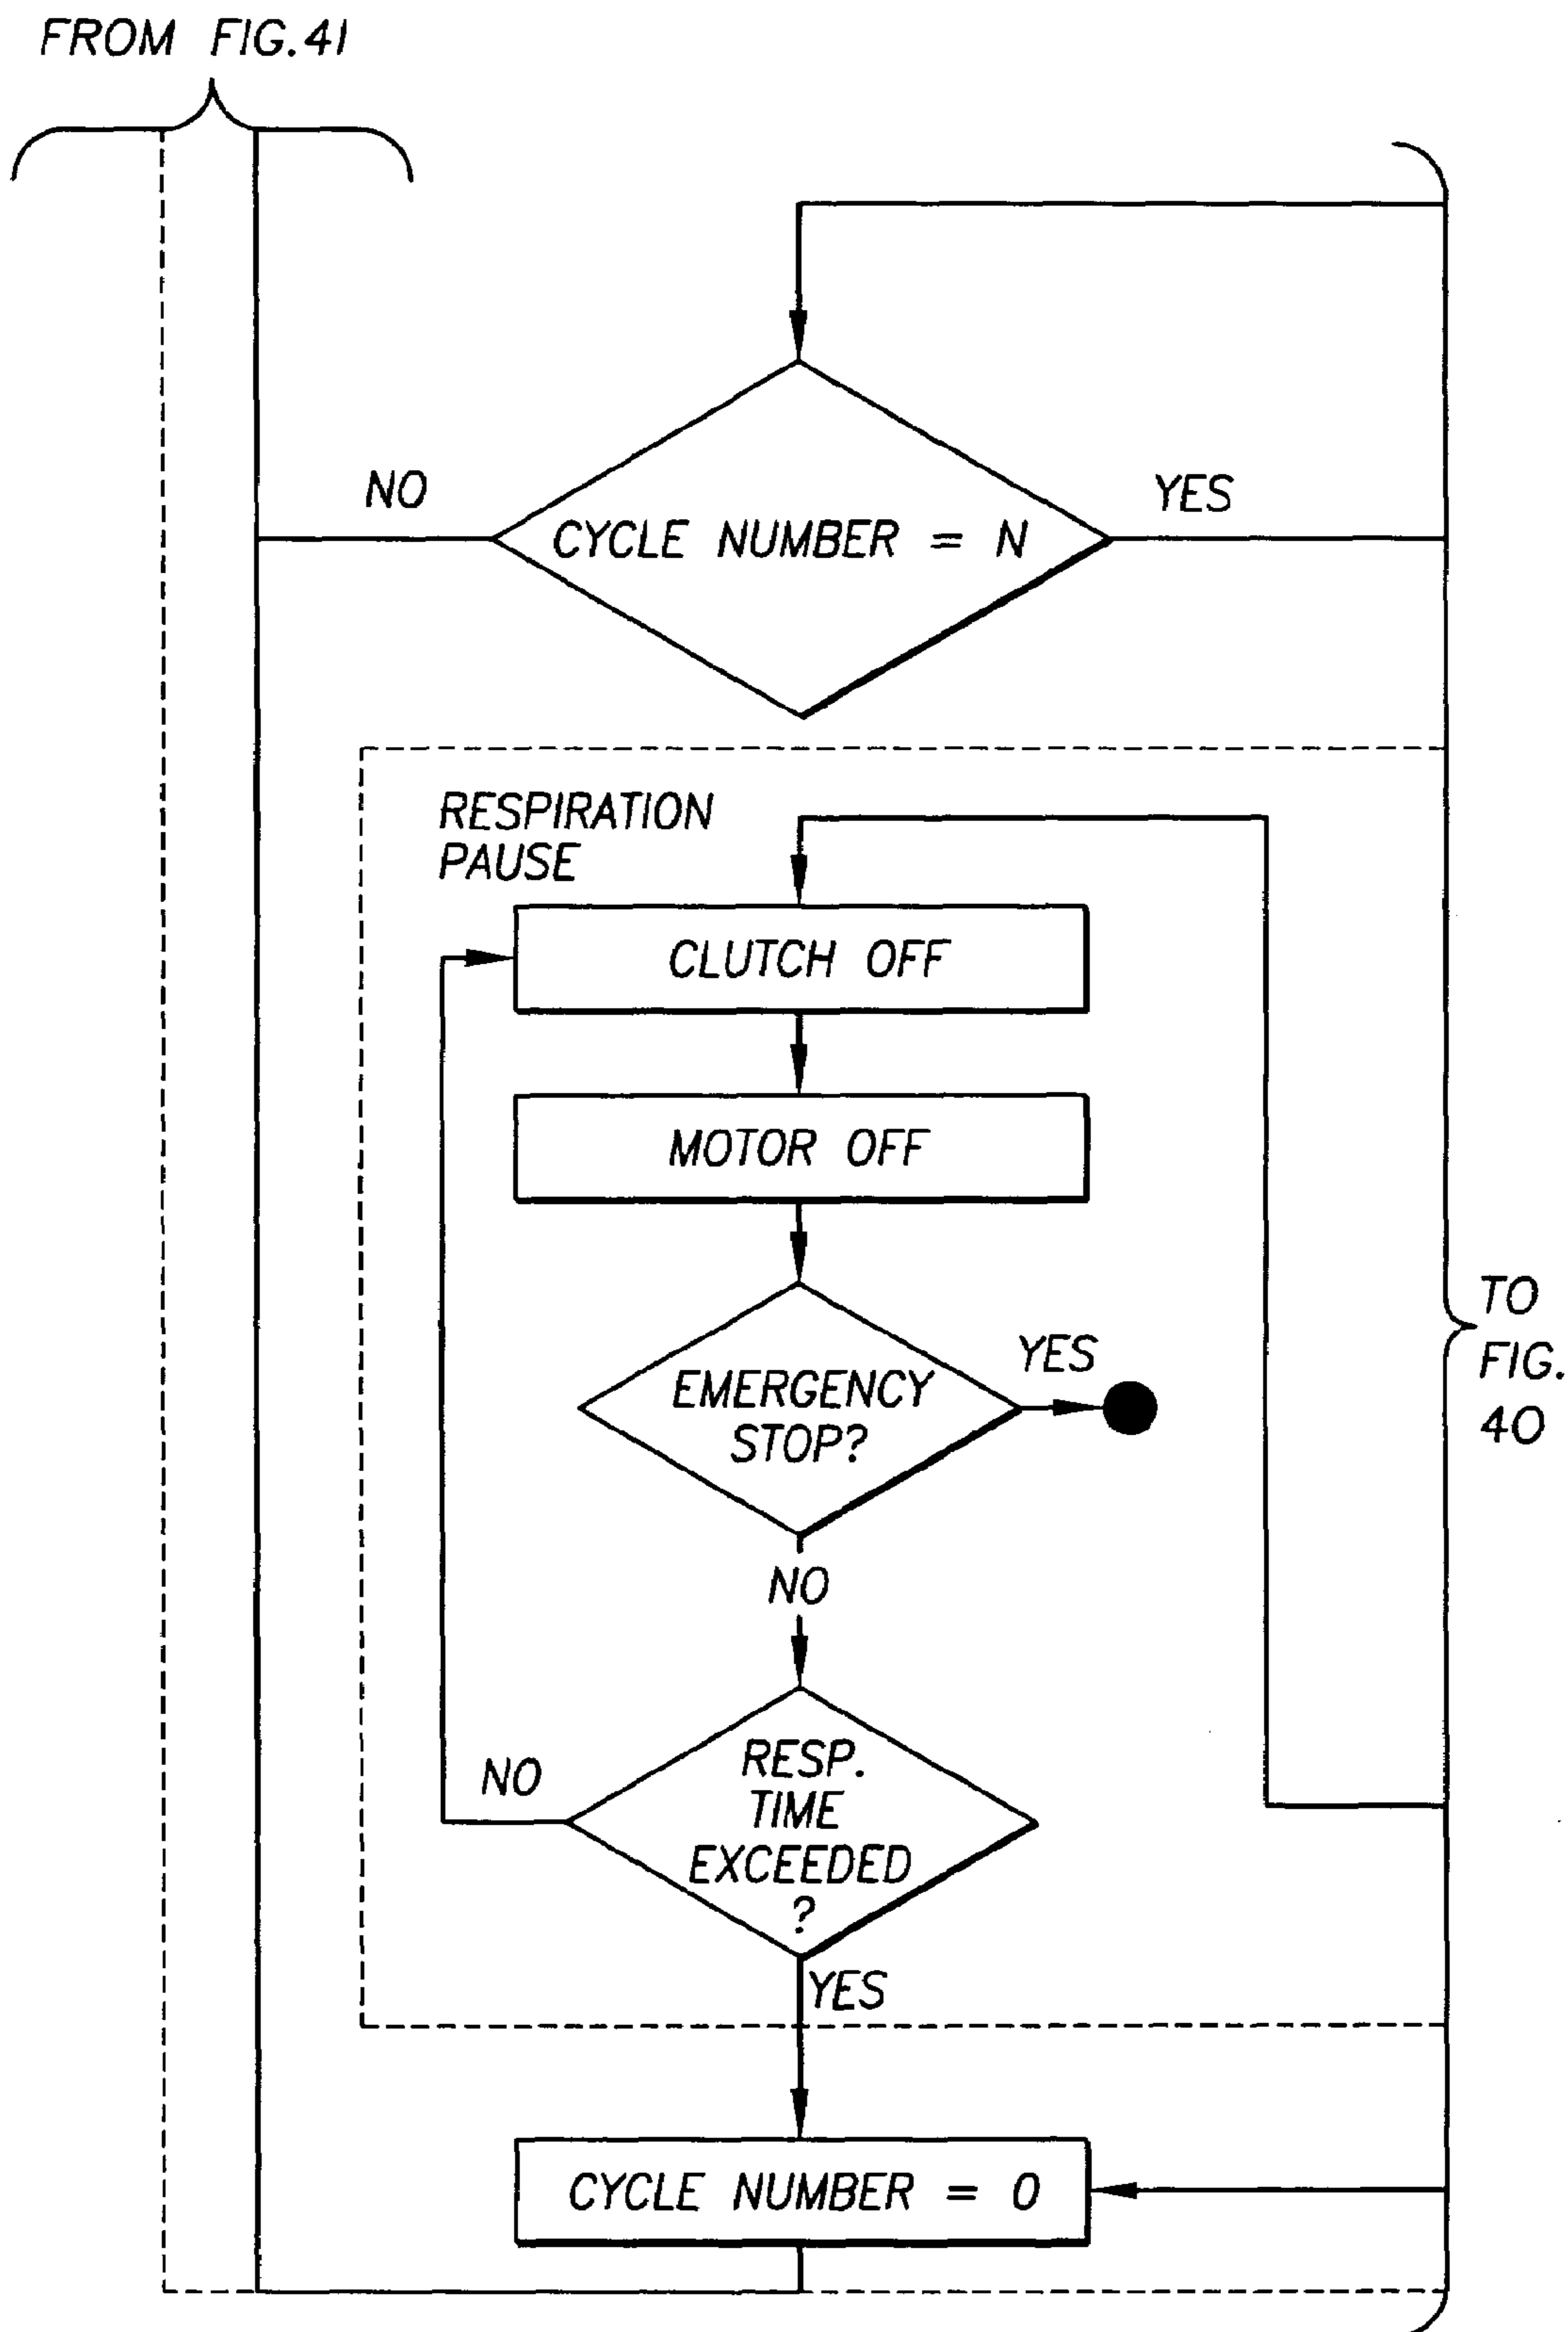 FROM FIG.41
NO
YES
CYCLE NUMBER = N
RESPIRATION
PAUSE
CLUTCH OFF
MOTOR OFF
TO
FIG.
40
YES
EMERGENCY
STOP?
NO
NO
RESP.
TIME
EXCEEDED
?
YES
CYCLE NUMBER = 0